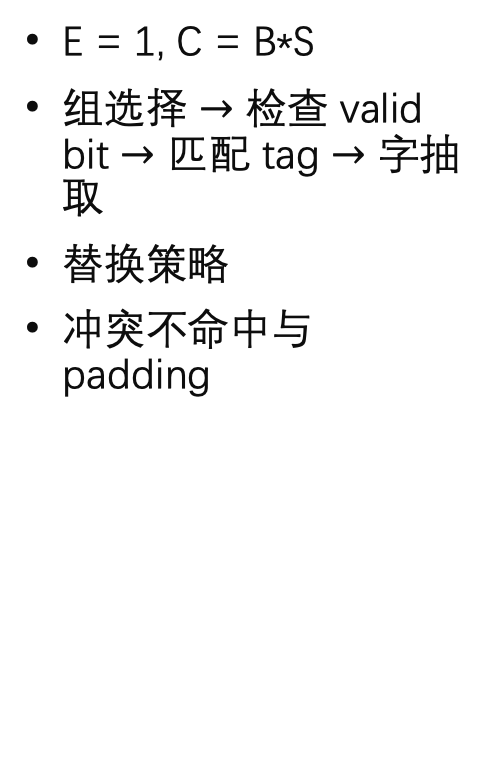 • E = 1, C = B*S
• 组选择 → 检查 valid
bit → 匹配 tag → 字抽
取
• 替换策略
• 冲突不命中与
padding